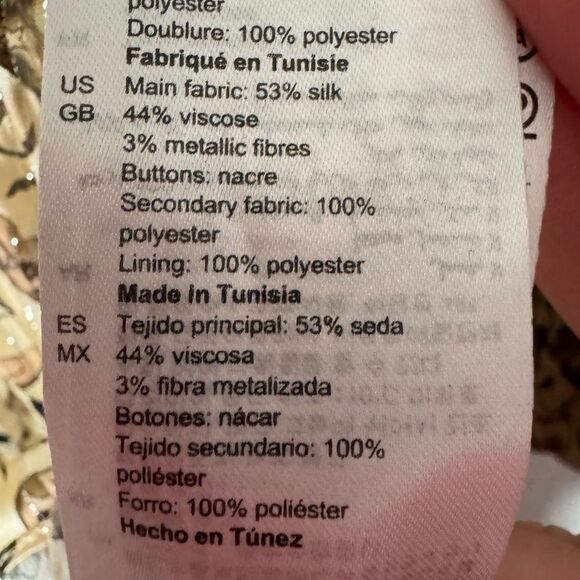 polyester
Doublure: 100% polyester
Fabriqué en Tunisie
US Main fabric: 53% silk
GB 44% viscose
3% metallic fibres
Buttons: nacre
Secondary fabric: 100%
polyester
Lining: 100% polyester
Made in Tunisia
ES Tejido principal: 53% seda
MX 44% viscosa
3% fibra metalizada
Botones: nácar
Tejido secundario: 100%
poliéster
Forro: 100% poliéster
Hecho en Túnez